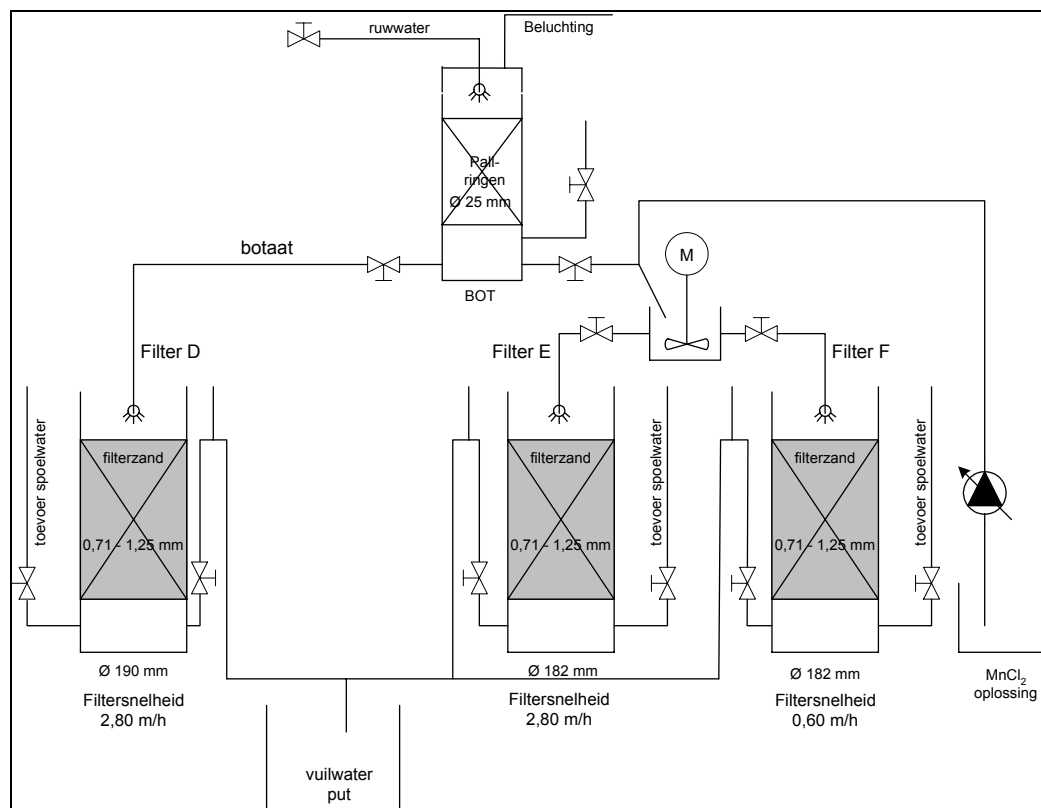 ruwwater
Beluchting
Pall-
ringen
Ø 25 mm
botaat
BOT
M
Filter D
Filter E
Filter F
toevoer spoelwater
filterzand
0,71 - 1,25 mm
filterzand
0,71 - 1,25 mm
toevoer spoelwater
filterzand
0,71 - 1,25 mm
toevoer spoelwater
Ø 190 mm
Filtersnelheid
2,80 m/h
Ø 182 mm
Filtersnelheid
2,80 m/h
Ø 182 mm
Filtersnelheid
0,60 m/h
MnCl₂
oplossing
vuilwater
put